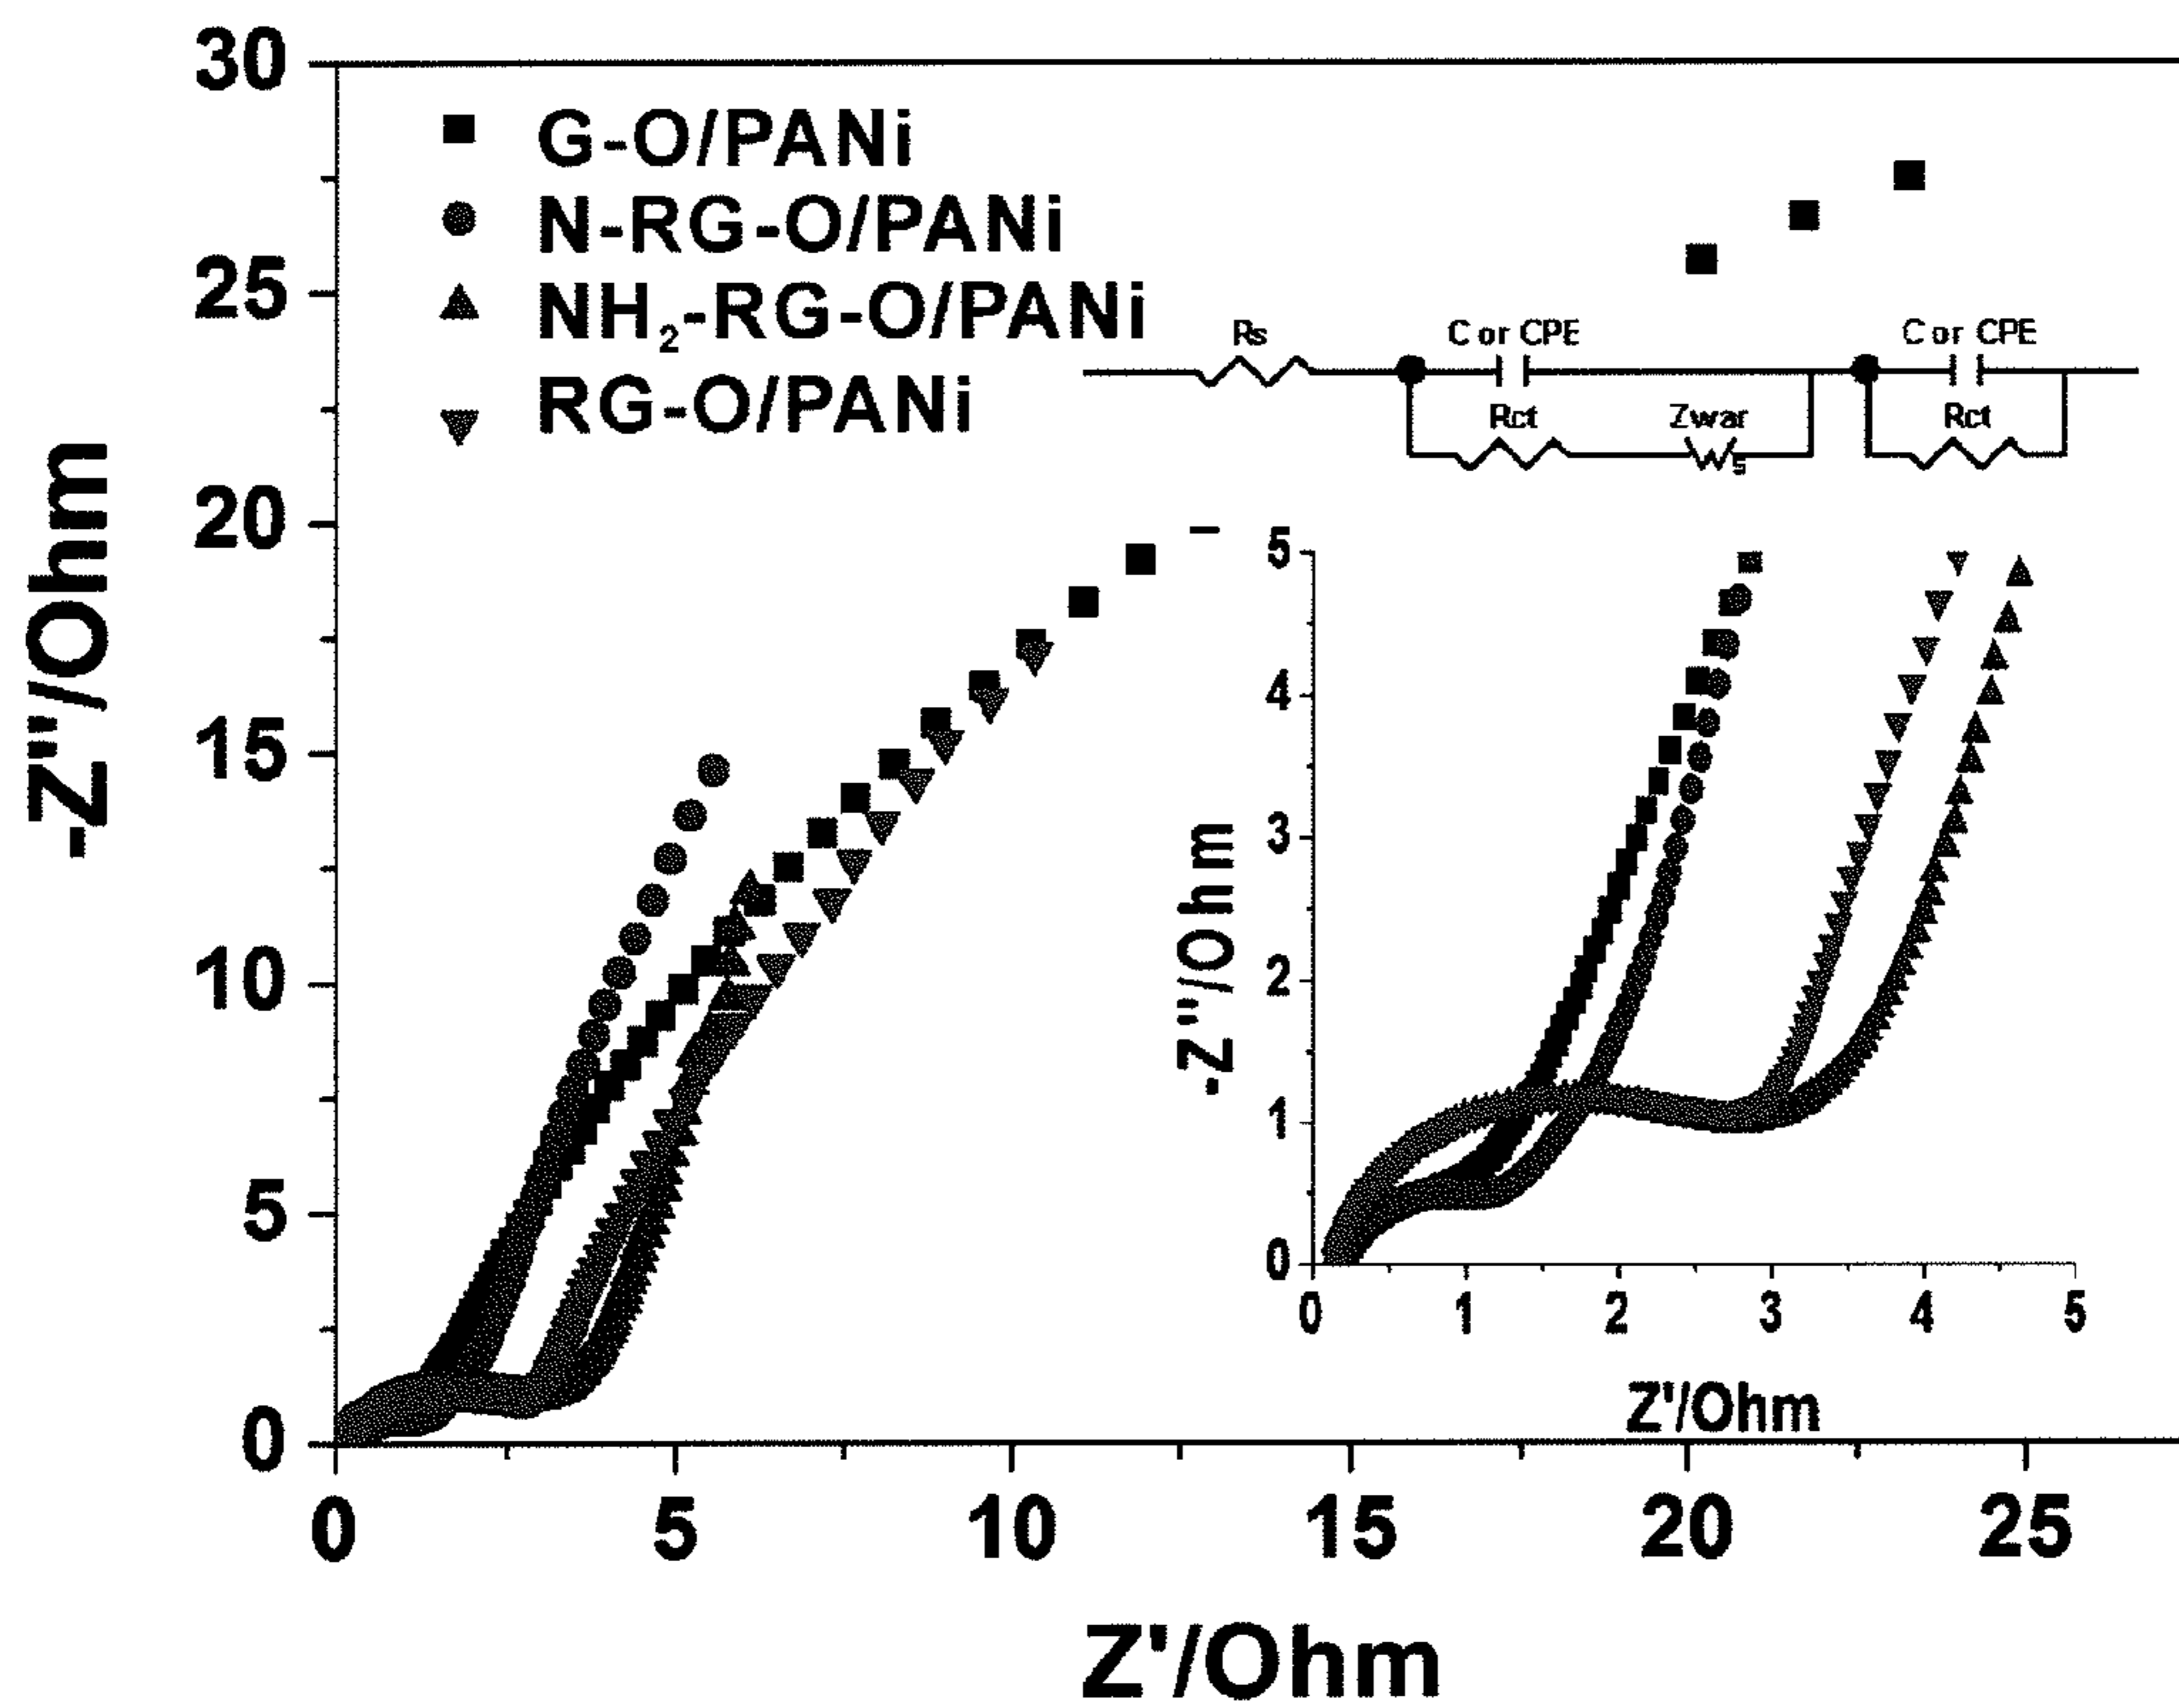 30
25
20
15
10
5
0
-Z''/Ohm
G-O/PANi
N-RG-O/PANi
NH2-RG-O/PANi
RG-O/PANi
Rs
C or CPE
C or CPE
Rct
Zwar
Rct
s
5
4
3
2
1
0
-Z''/Ohm
0 1 2 3 4 5
Z'/Ohm
0 5 10 15 20 25
Z'/Ohm